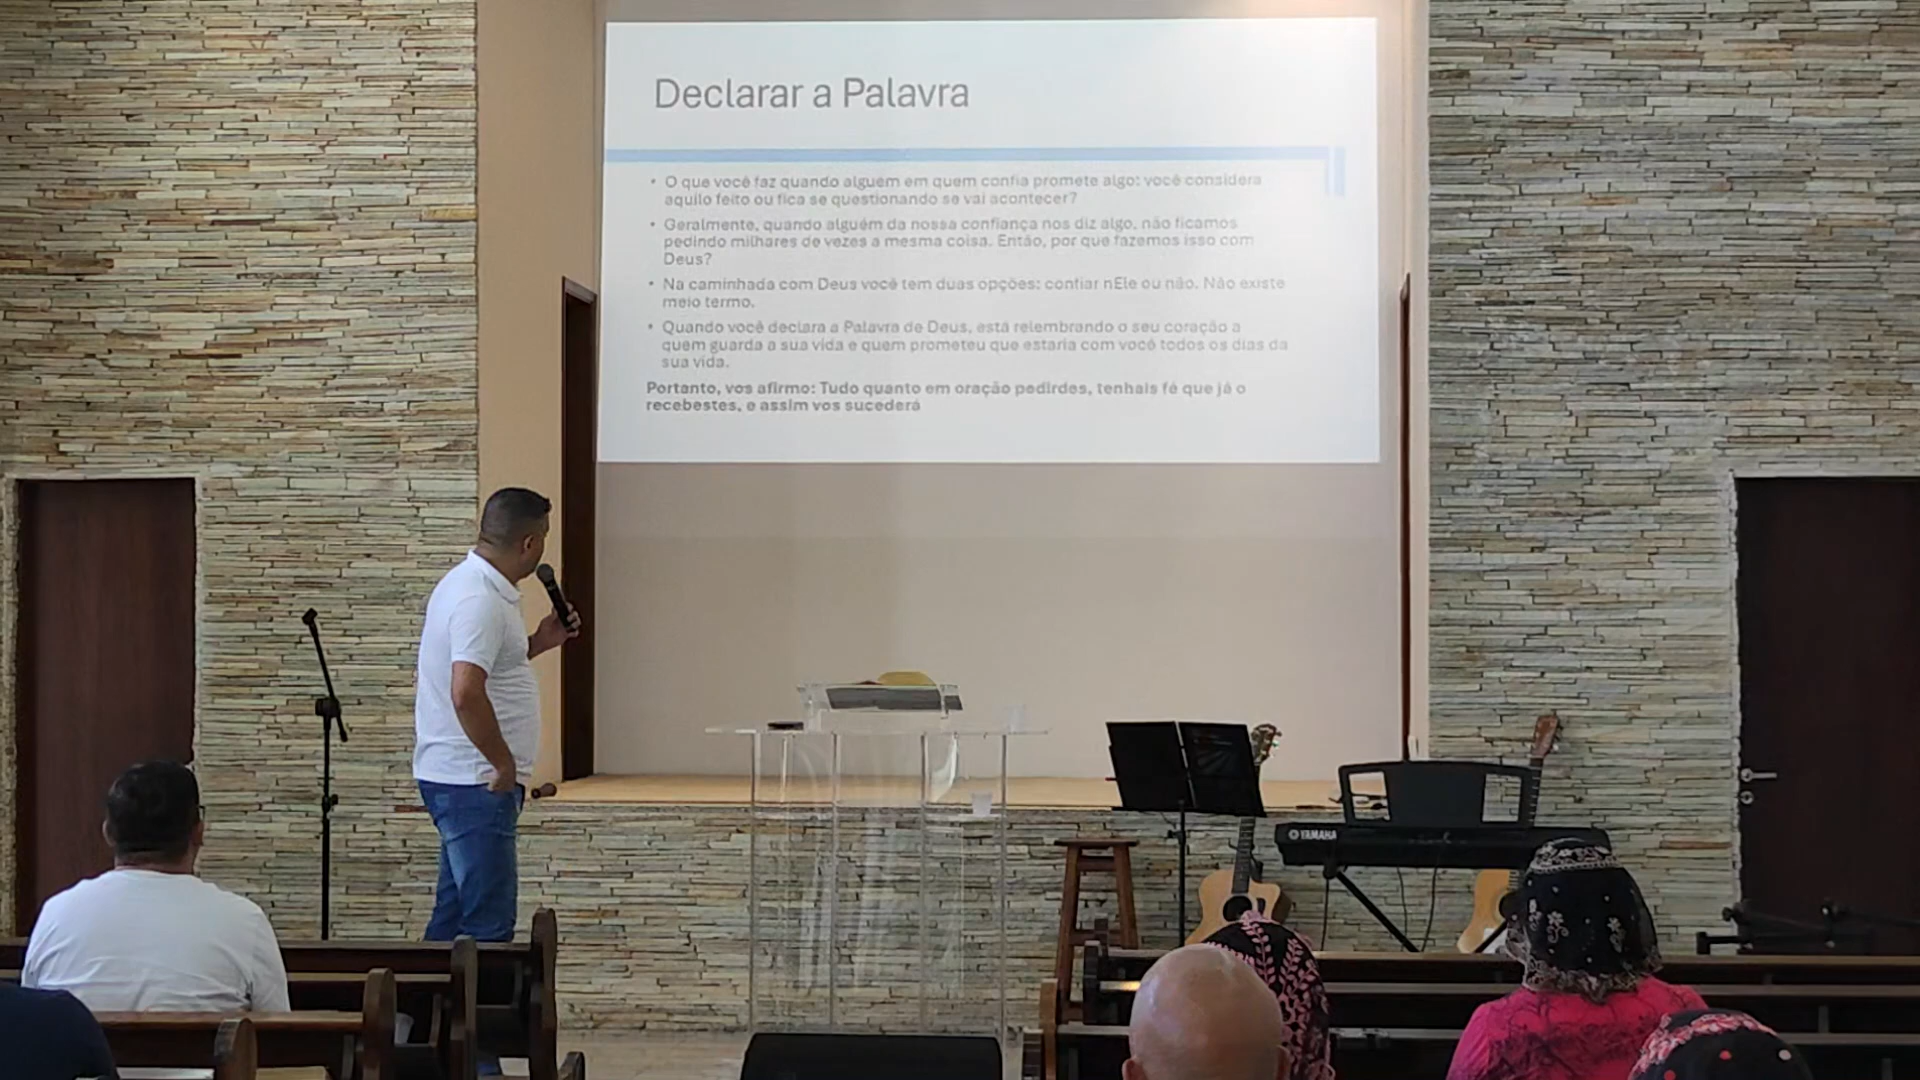 Declarar a Palavra
• O que você faz quando alguém em quem confia promete algo: você considera
aquilo feito ou fica se questionando se vai acontecer?
• Geralmente, quando alguém da nossa confiança nos diz algo, não ficamos
pedindo milhares de vezes a mesma coisa. Então, por que fazemos isso com
Deus?
• Na caminhada com Deus você tem duas opções: confiar nEle ou não. Não existe
meio termo.
• Quando você declara a Palavra de Deus, está relembrando o seu coração a
quem guarda a sua vida e quem prometeu que estaria com você todos os dias da
sua vida.
Portanto, vos afirmo: Tudo quanto em oração pedirdes, tenhais fé que já o
recebestes, e assim vos sucederá
YAMAHA